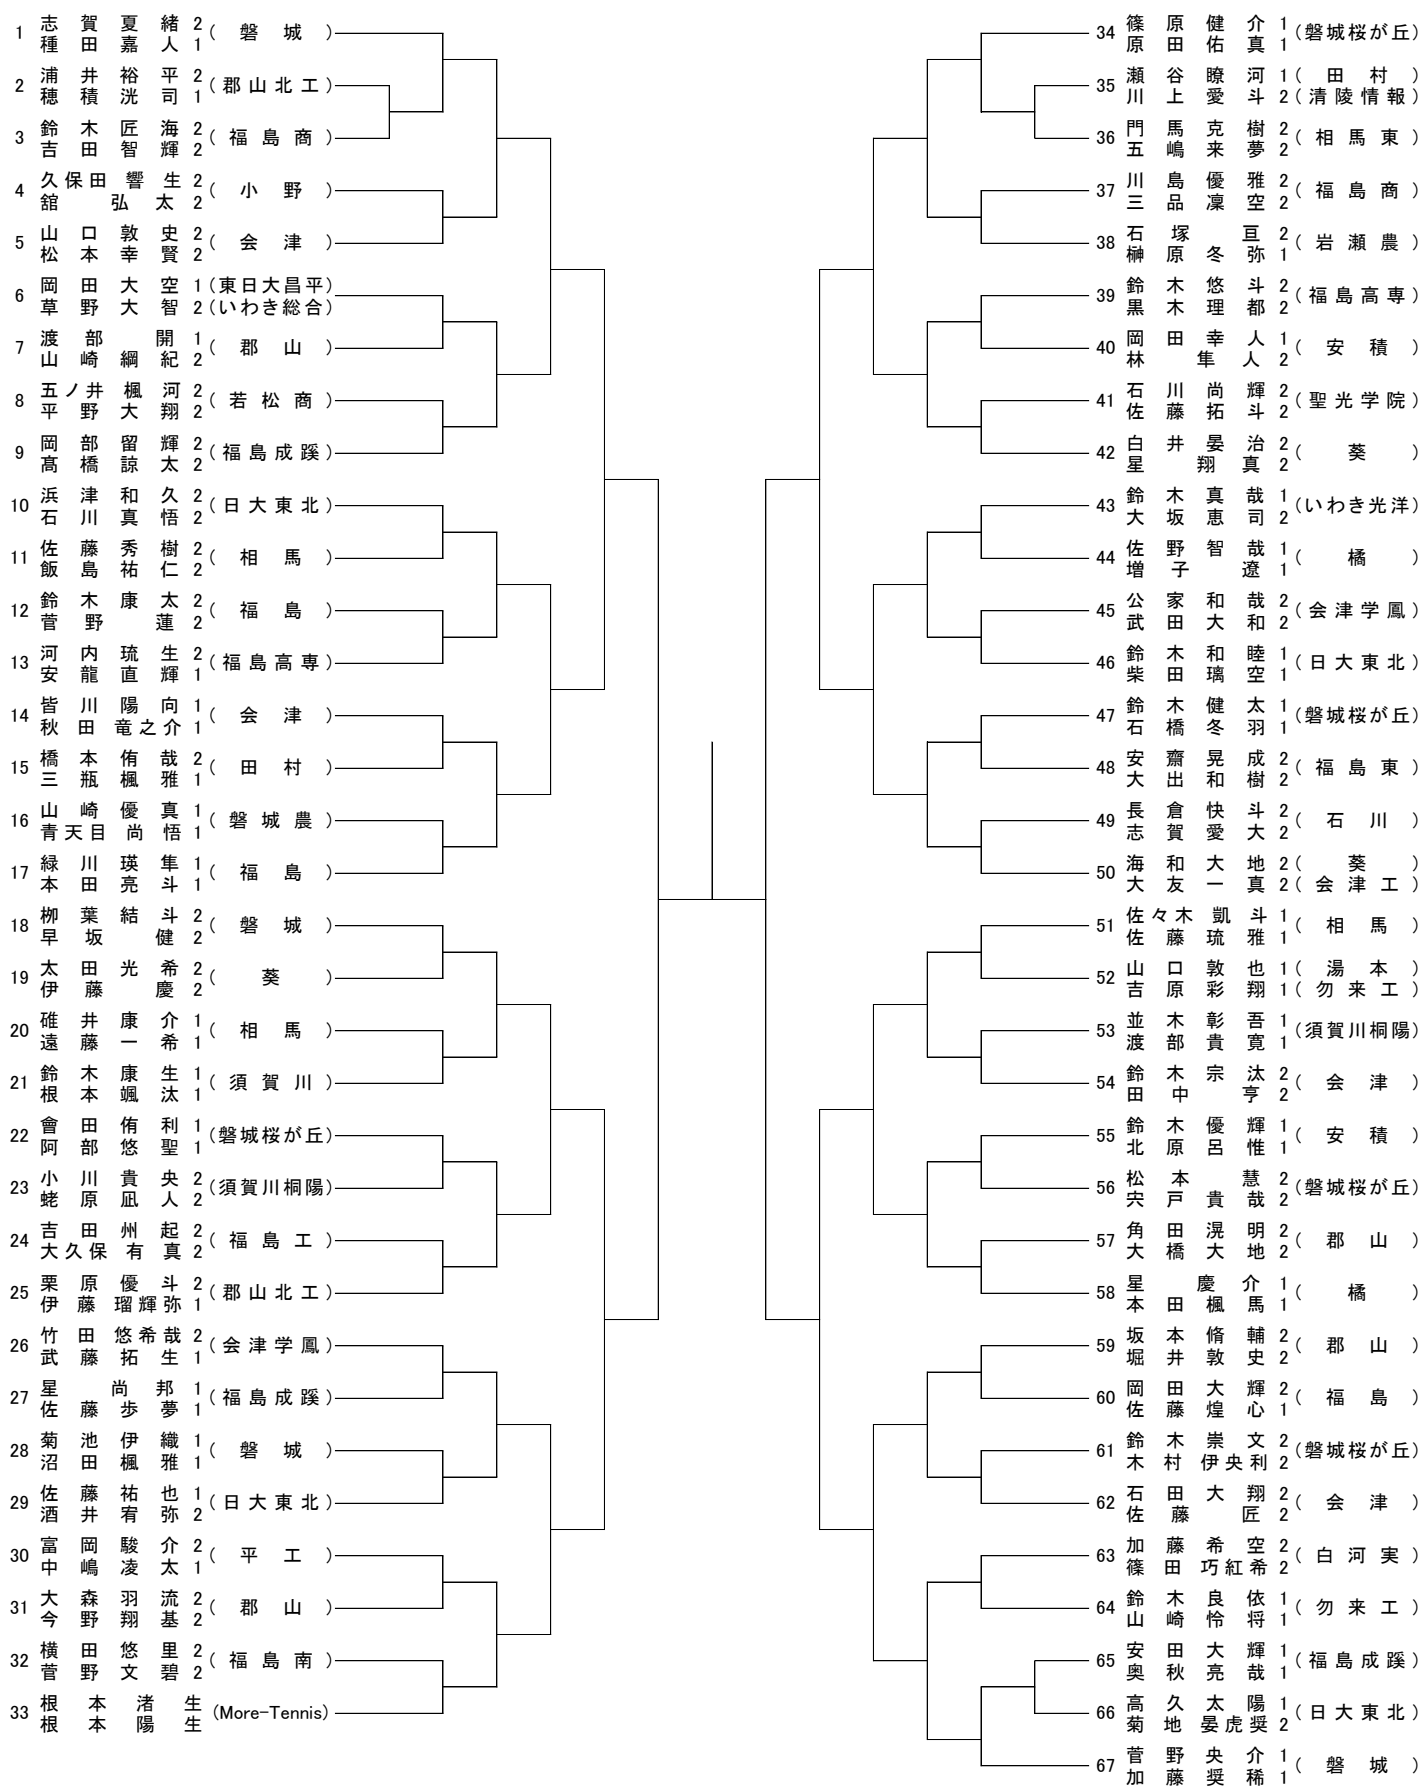 1 志賀夏緒 2 (磐城)
種田嘉人 1
2 浦井裕平 2 (郡山北工)
穂積洸司 1
3 鈴木匠海 2 (福島商)
吉田智輝 2
4 久保田響生 2 (小野)
舘弘太 2
5 山口敦史 2 (会津)
松本幸賢 2
6 岡田大空 1 (東日大昌平)
草野大智 2 (いわき総合)
7 渡部開 1 (郡山)
山崎綱紀 2
8 五ノ井楓河 2 (若松商)
平野大翔 2
9 岡部留輝 2 (福島成蹊)
髙橋諒太 2
10 浜津和久 2 (日大東北)
石川真悟 2
11 佐藤秀樹 2 (相馬)
飯島祐仁 2
12 鈴木康太 2 (福島)
菅野蓮 2
13 河内琉生 2 (福島高専)
安龍直輝 1
14 皆川陽向 1 (会津)
秋田竜之介 1
15 橋本侑哉 2 (田村)
三瓶楓雅 1
16 山崎優真 1 (磐城農)
青天目尚悟 1
17 緑川瑛隼 1 (福島)
本田亮斗 1
18 栁葉結斗 2 (磐城)
早坂健 2
19 太田光希 2 (葵)
伊藤慶 2
20 碓井康介 1 (相馬)
遠藤一希 1
21 鈴木康生 1 (須賀川)
根本颯汰 1
22 會田侑利 1 (磐城桜が丘)
阿部悠聖 1
23 小川貴央 2 (須賀川桐陽)
蛯原凪人 2
24 吉田州起 2 (福島工)
大久保有真 2
25 栗原優斗 2 (郡山北工)
伊藤瑠輝弥 1
26 竹田悠希哉 2 (会津学鳳)
武藤拓生 1
27 星尚邦 1 (福島成蹊)
佐藤歩夢 1
28 菊池伊織 1 (磐城)
沼田楓雅 1
29 佐藤祐也 1 (日大東北)
酒井宥弥 2
30 富岡駿介 2 (平工)
中嶋凌太 1
31 大森羽流 2 (郡山)
今野翔基 2
32 横田悠里 2 (福島南)
菅野文碧 2
33 根本渚生 (More-Tennis)
根本陽生
34 篠原健介 1 (磐城桜が丘)
原田佑真 1
35 瀬谷瞭河 1 (田村)
川上愛斗 2 (清陵情報)
36 門馬克樹 2 (相馬東)
五嶋来夢 2
37 川島優雅 2 (福島商)
三品凜空 2
38 石塚亘 2 (岩瀬農)
榊原冬弥 1
39 鈴木悠斗 2 (福島高専)
黒木理都 2
40 岡田幸人 1 (安積)
林隼人 2
41 石川尚輝 2 (聖光学院)
佐藤拓斗 2
42 白井晏治 2 (葵)
星翔真 2
43 鈴木真哉 1 (いわき光洋)
大坂恵司 2
44 佐野智哉 1 (橘)
増子遼 1
45 公家和哉 2 (会津学鳳)
武田大和 2
46 鈴木和睦 1 (日大東北)
柴田璃空 1
47 鈴木健太 1 (磐城桜が丘)
石橋冬羽 1
48 安齋晃成 2 (福島東)
大出和樹 2
49 長倉快斗 2 (石川)
志賀愛大 2
50 海和大地 2 (葵)
大友一真 2 (会津工)
51 佐々木凱斗 1 (相馬)
佐藤琉雅 1
52 山口敦也 1 (湯本)
吉原彩翔 1 (勿来工)
53 並木彰吾 1 (須賀川桐陽)
渡部貴寛 1
54 鈴木宗汰 2 (会津)
田中亨 2
55 鈴木優輝 1 (安積)
北原呂惟 1
56 松本慧 2 (磐城桜が丘)
宍戸貴哉 2
57 角田滉明 2 (郡山)
大橋大地 2
58 星慶介 1 (橘)
本田楓馬 1
59 坂本脩輔 2 (郡山)
堀井敦史 2
60 岡田大輝 2 (福島)
佐藤煌心 1
61 鈴木崇文 2 (磐城桜が丘)
木村伊央利 2
62 石田大翔 2 (会津)
佐藤匠 2
63 加藤希空 2 (白河実)
篠田巧紅希 2
64 鈴木良依 1 (勿来工)
山崎怜将 1
65 安田大輝 1 (福島成蹊)
奥秋亮哉 1
66 高久太陽 1 (日大東北)
菊地晏虎奨 2
67 菅野央介 1 (磐城)
加藤奨稀 1